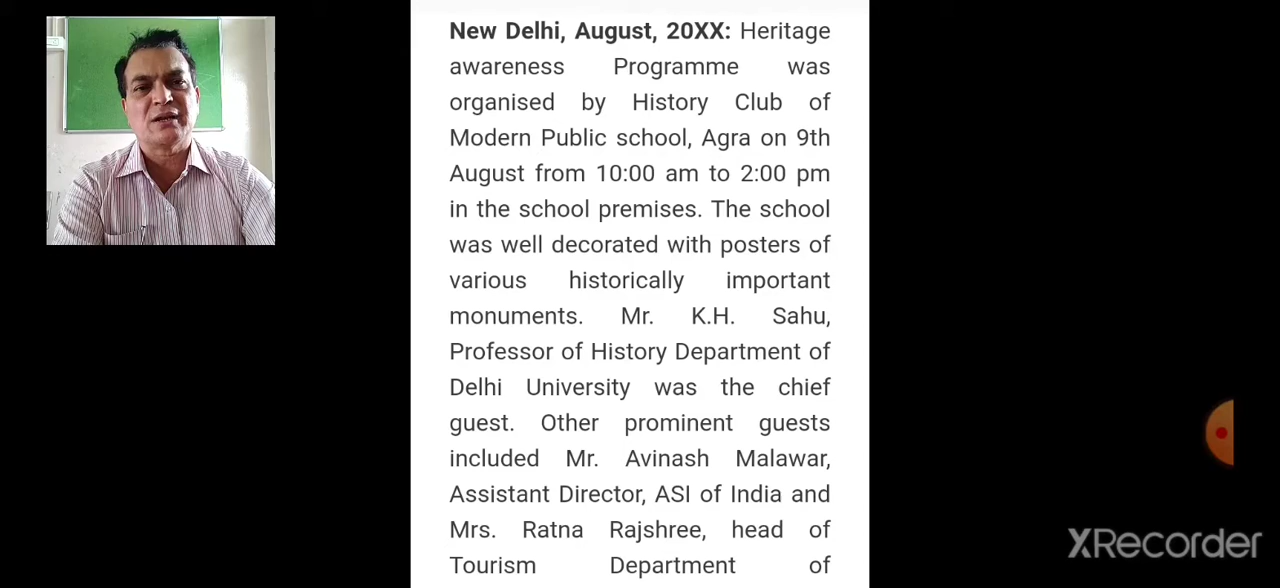 New Delhi, August, 20XX: Heritage
awareness Programme was
organised by History Club of
Modern Public school, Agra on 9th
August from 10:00 am to 2:00 pm
in the school premises. The school
was well decorated with posters of
various historically important
monuments. Mr. K.H. Sahu,
Professor of History Department of
Delhi University was the chief
guest. Other prominent guests
included Mr. Avinash Malawar,
Assistant Director, ASI of India and
Mrs. Ratna Rajshree, head of
Tourism Department of
XRecorder